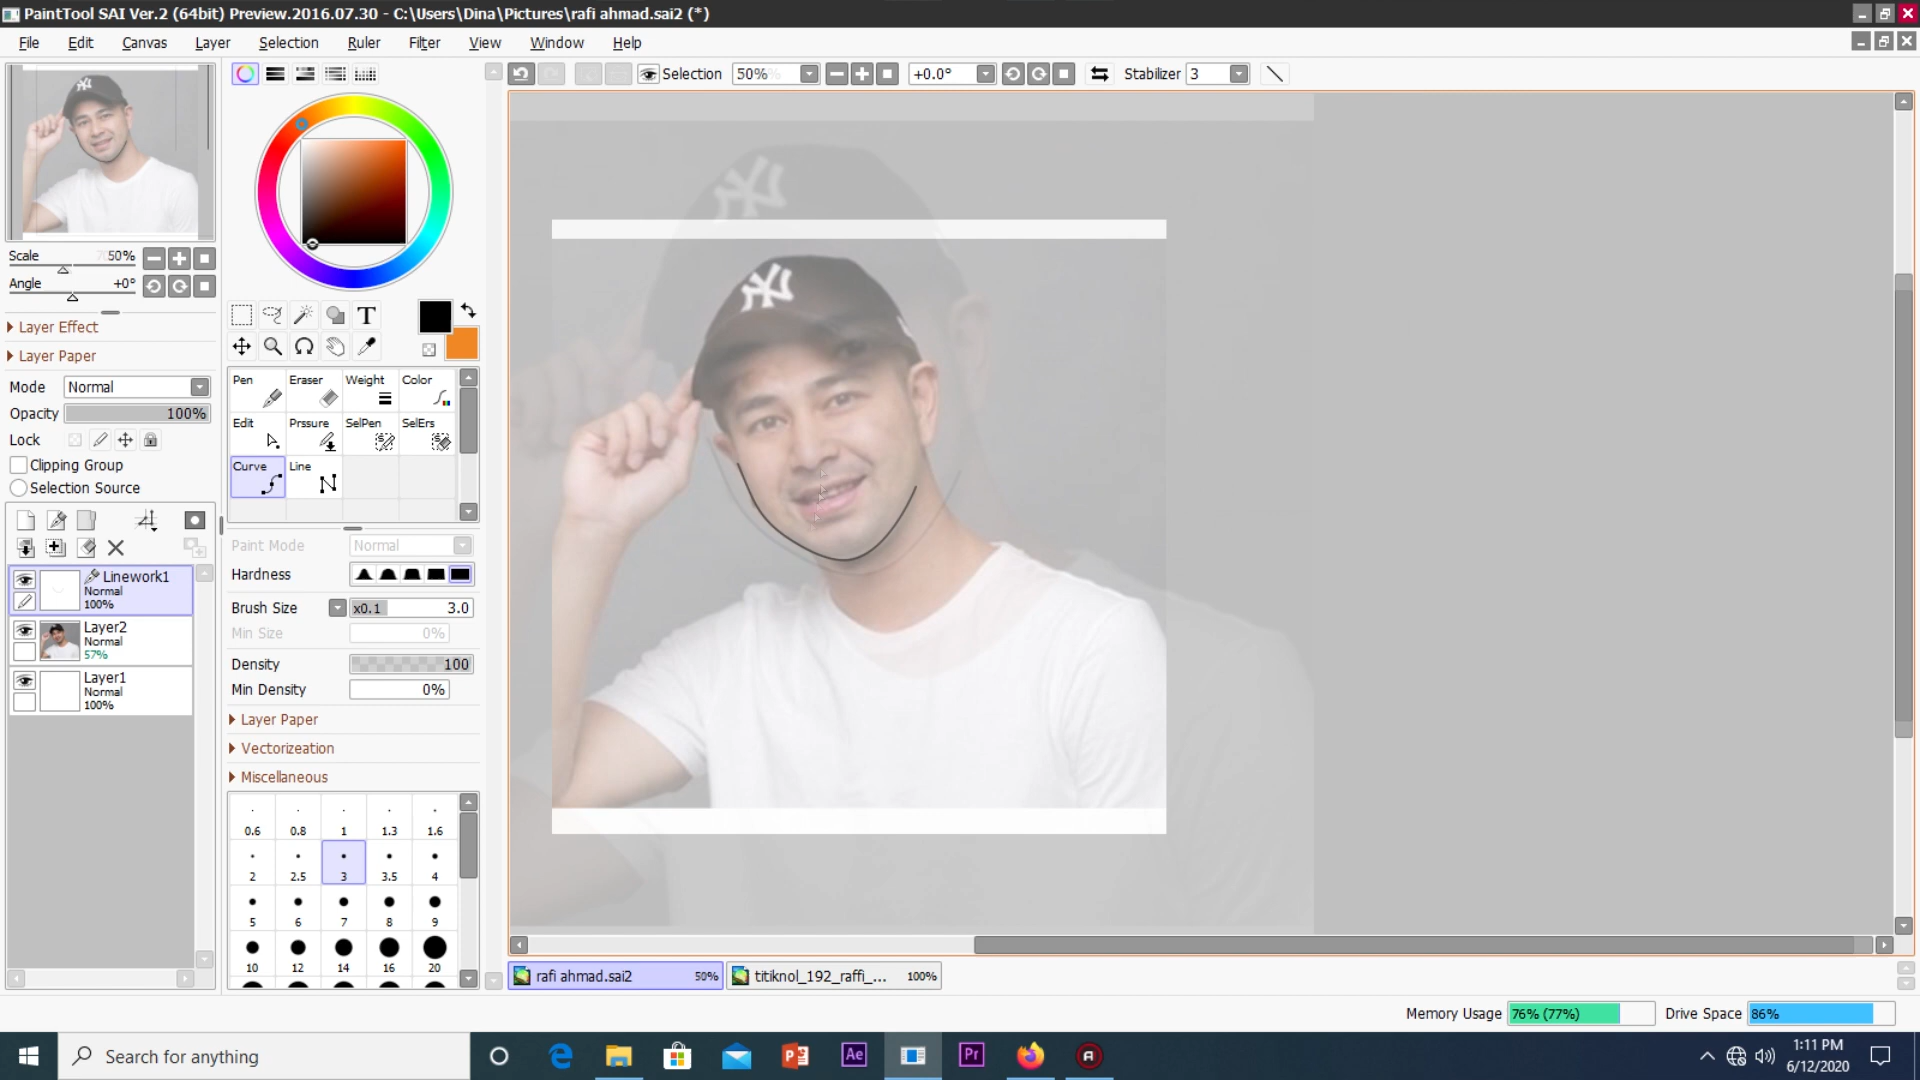 PaintTool SAI Ver.2 (64bit) Preview.2016.07.30 - C:\Users\Dina\Pictures\rafi ahmad.sai2 (*)
File Edit Canvas Layer Selection Ruler Filter View Window Help
Selection 50% +0.0° Stabilizer 3
Scale 50%
Angle +0°
Layer Effect
Layer Paper
Mode Normal
Opacity 100%
Lock
Clipping Group
Selection Source
Linework1
Normal
100%
Layer2
Normal
57%
Layer1
Normal
100%
T
Pen Eraser Weight Color
Edit Prssure SelPen SelErs
Curve Line
Paint Mode Normal
Hardness
Brush Size x0.1 3.0
Min Size 0%
Density 100
Min Density 0%
Layer Paper
Vectorizeation
Miscellaneous
0.6 0.8 1 1.3 1.6
2 2.5 3 3.5 4
5 6 7 8 9
10 12 14 16 20
NY
NY
rafi ahmad.sai2 50% titiknol_192_raffi_... 100%
Memory Usage 76% (77%) Drive Space 86%
Search for anything
Ae
Pr
1:11 PM
6/12/2020